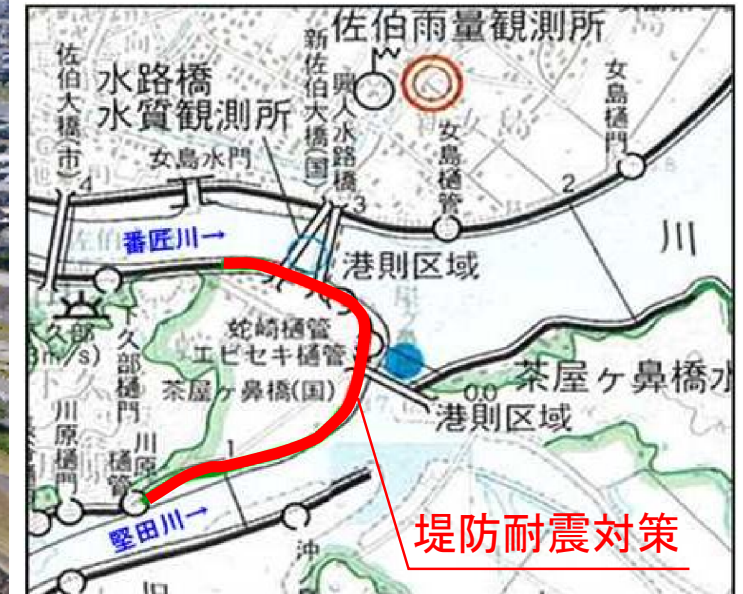 佐伯雨量観測所
佐伯大橋(市)
水路橋
水質観測所
新佐伯大橋(国)
興人水路橋
女島樋門
女島樋管
女島水門
4
3
2
番匠川→
川
港則区域
蛇崎樋管
エビセキ樋管
茶屋ヶ鼻橋(国)
下久部樋門
久部
m/s)
川原樋門
川原
樋管
1
0.0
茶屋ヶ鼻橋水
港則区域
堅田川→
沖
堤防耐震対策